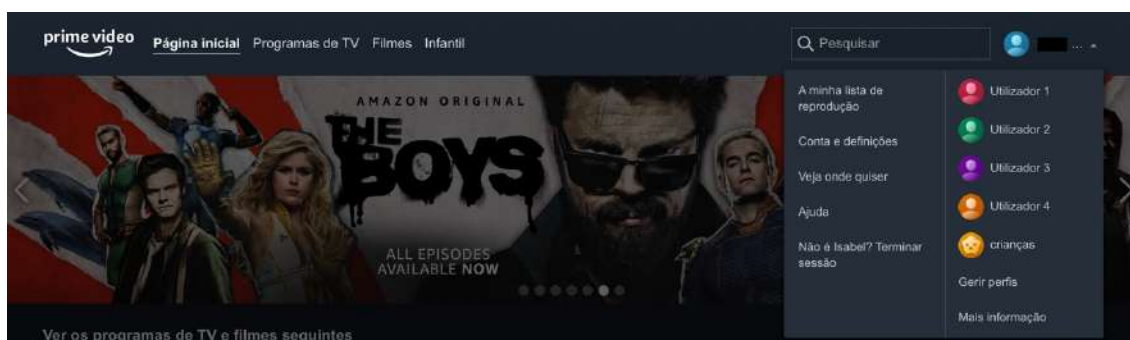 prime video
Página inicial Programas de TV Filmes Infantil
Pesquisar
...
AMAZON ORIGINAL
THE
BOYS
ALL EPISODES
AVAILABLE NOW
A minha lista de
reprodução
Conta e definições
Veja onde quiser
Ajuda
Não é Isabel? Terminar
sessão
Utilizador 1
Utilizador 2
Utilizador 3
Utilizador 4
crianças
Gerir perfis
Mais informação
Ver os programas de TV e filmes seguintes